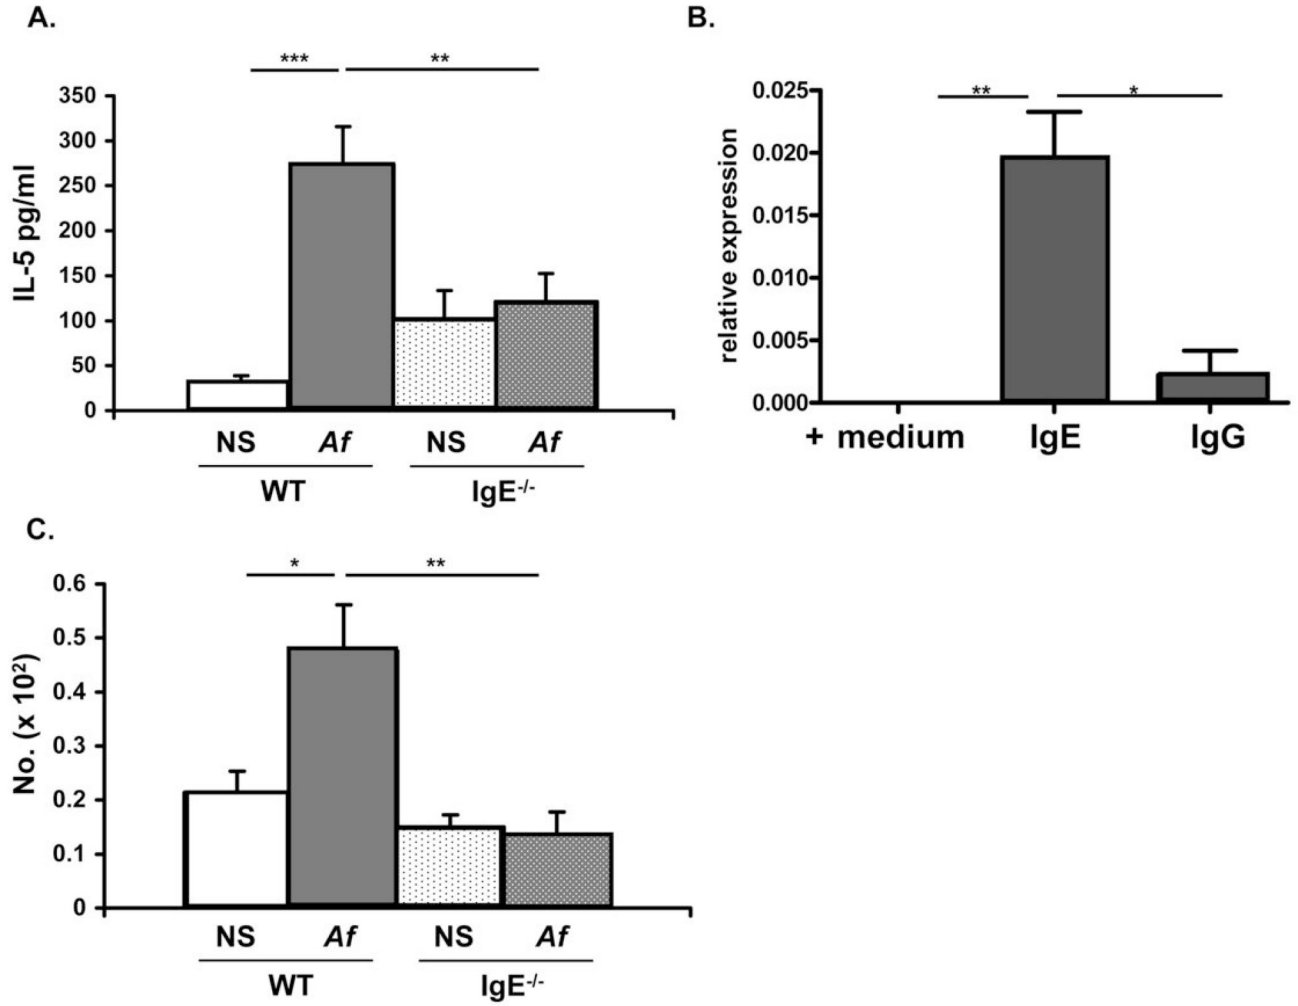 A.
*** **
350
300
250
200
150
100
50
0
IL-5 pg/ml
NS Af NS Af
WT IgE-/-
B.
** *
0.025
0.020
0.015
0.010
0.005
0.000
relative expression
+ medium IgE IgG
C.
* **
0.6
0.5
0.4
0.3
0.2
0.1
0
No. (x 10²)
NS Af NS Af
WT IgE-/-